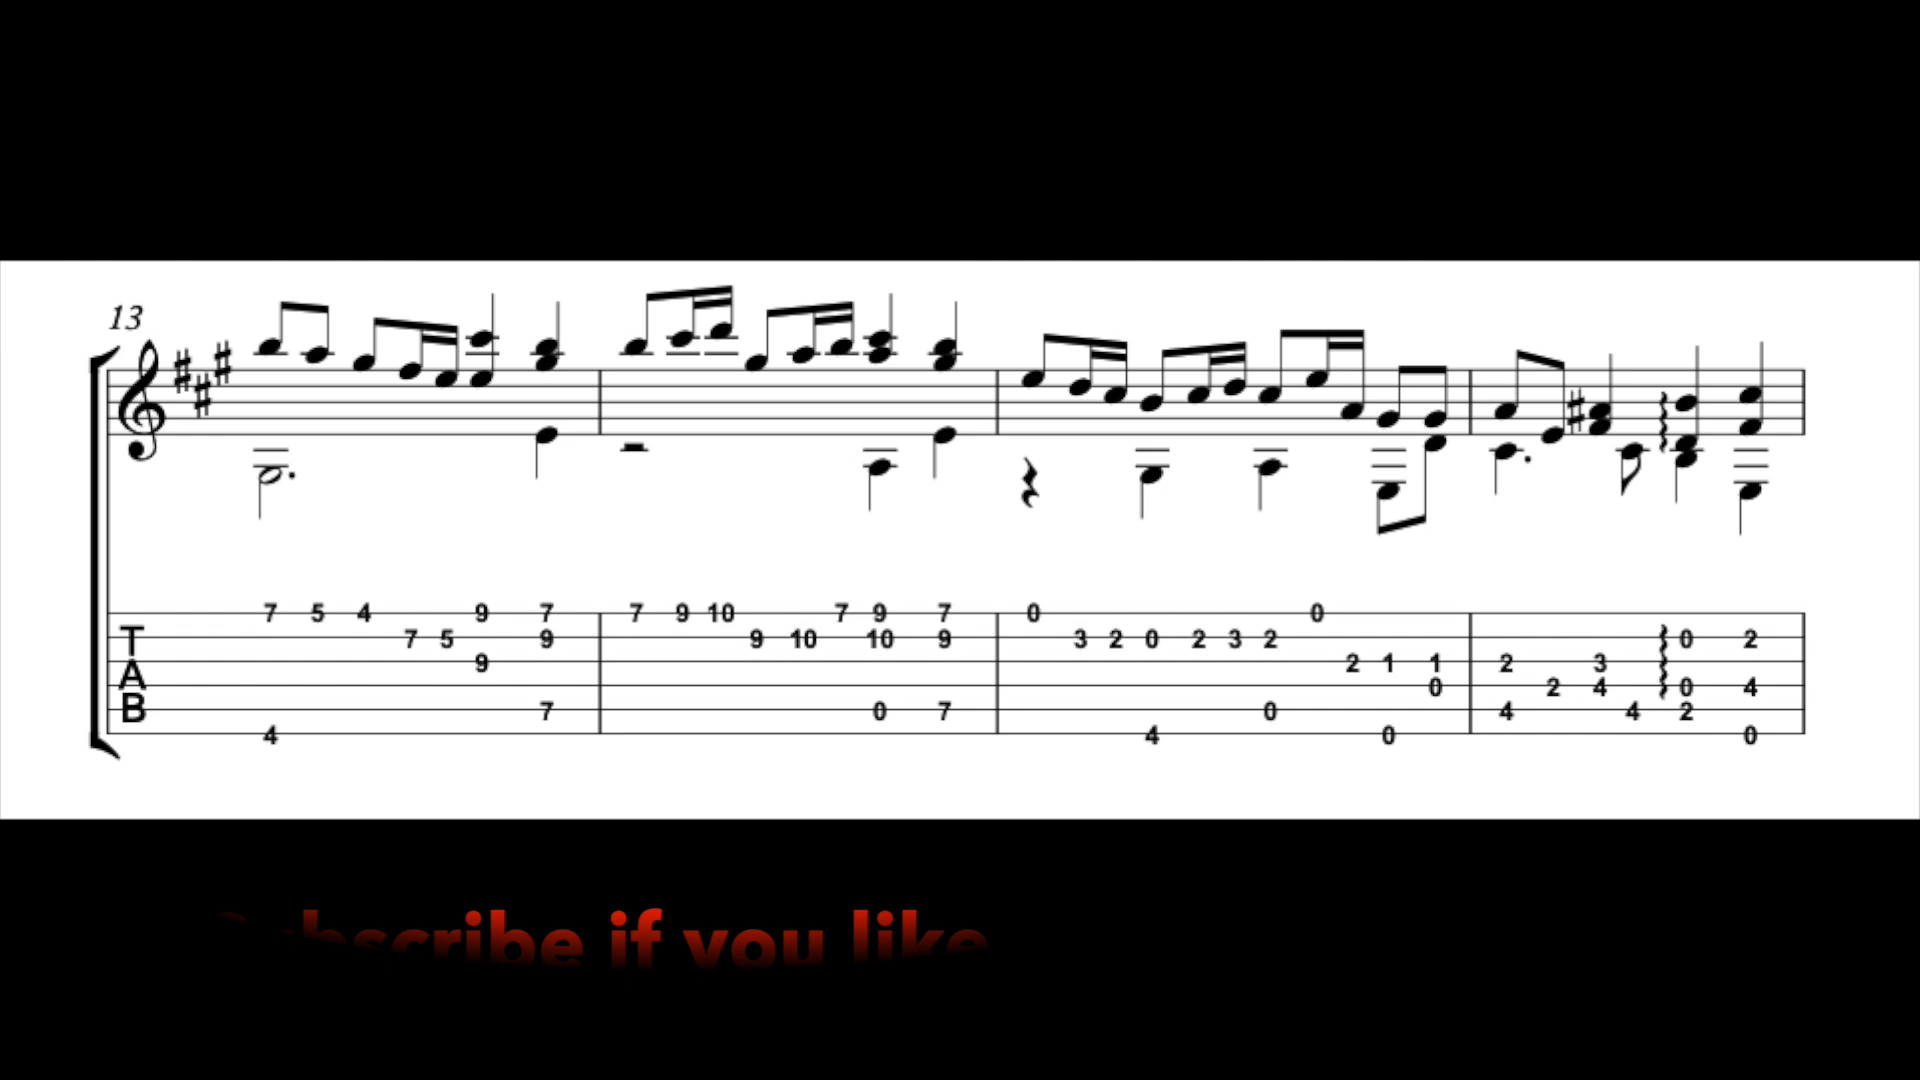 13
7 5 4 9 7 7 9 10 7 9 7 0 0
T 7 5 9 9 10 10 9 3 2 0 2 3 2 0 2
A 9 2 1 1 2 3
2 4 0 0 4
B 7 0 7 0 4 4 2
4 4 0 0
Subscribe if you like